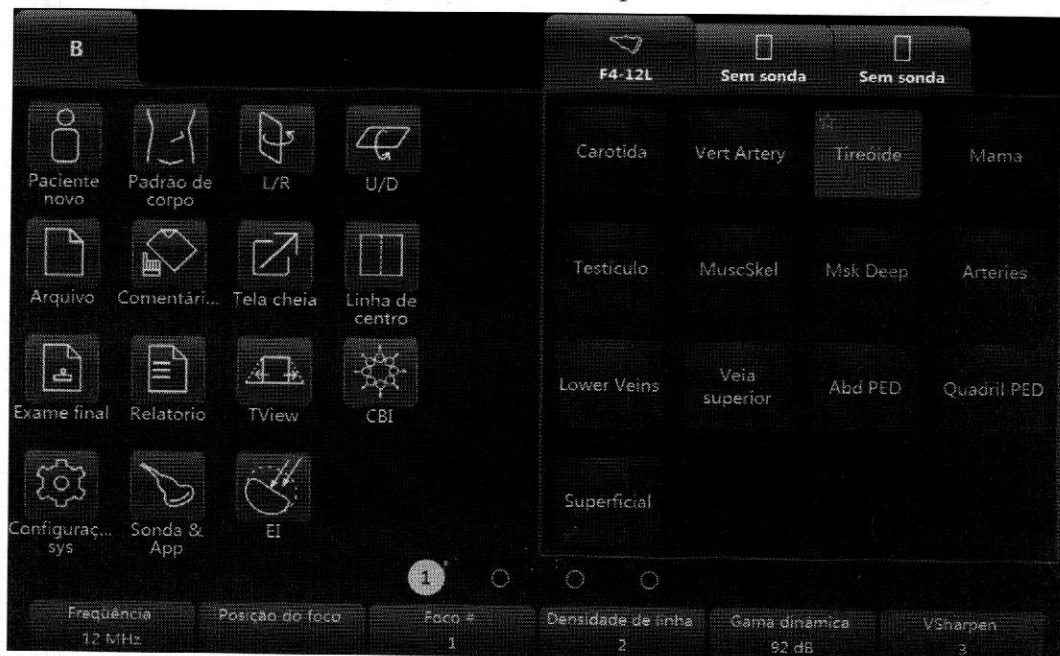 B
F4-12L
Sem sonda
Sem sonda
Paciente
novo
Padrão de
corpo
L/R
U/D
Arquivo
Comentári...
Tela cheia
Linha de
centro
Exame final
Relatorio
TView
CBI
Configuraç...
sys
Sonda &
App
EI
Carotida
Vert Artery
Tireóide
Mama
Testículo
MuscSkel
Msk Deep
Arteries
Lower Veins
Veia
superior
Abd PED
Quadril PED
Superficial
1
Freqüência
12 MHz
Posição do foco
Foco #
1
Densidade de linha
2
Gama dinâmica
92 dB
VSharpen
3